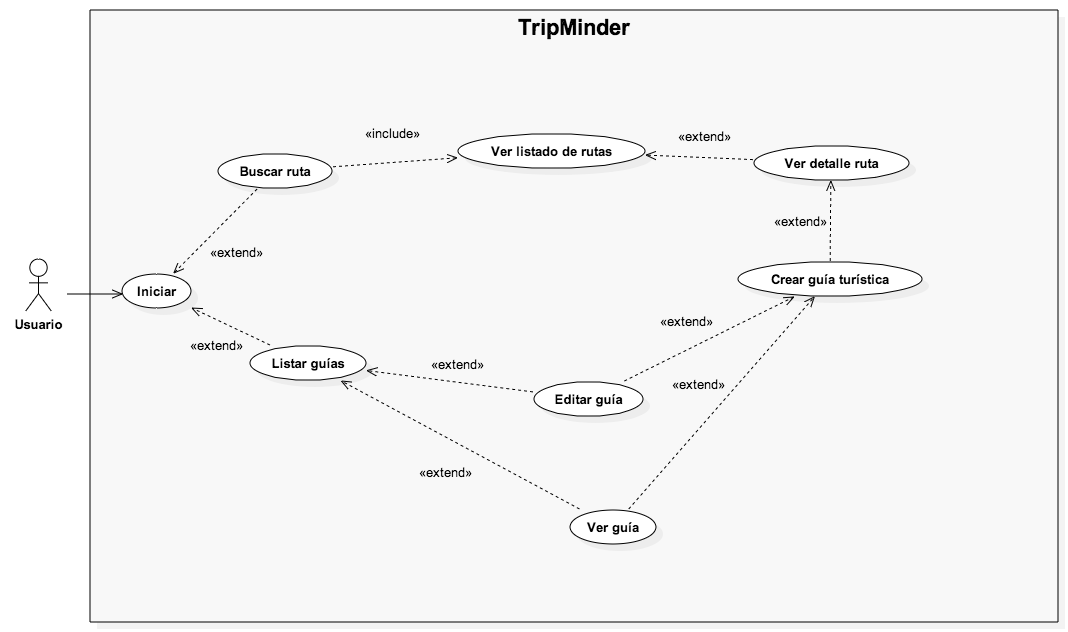 TripMinder
«include»
«extend»
Ver listado de rutas
Ver detalle ruta
Buscar ruta
«extend»
«extend»
Crear guía turística
Iniciar
Usuario
«extend»
«extend»
Listar guías
«extend»
«extend»
Editar guía
«extend»
Ver guía